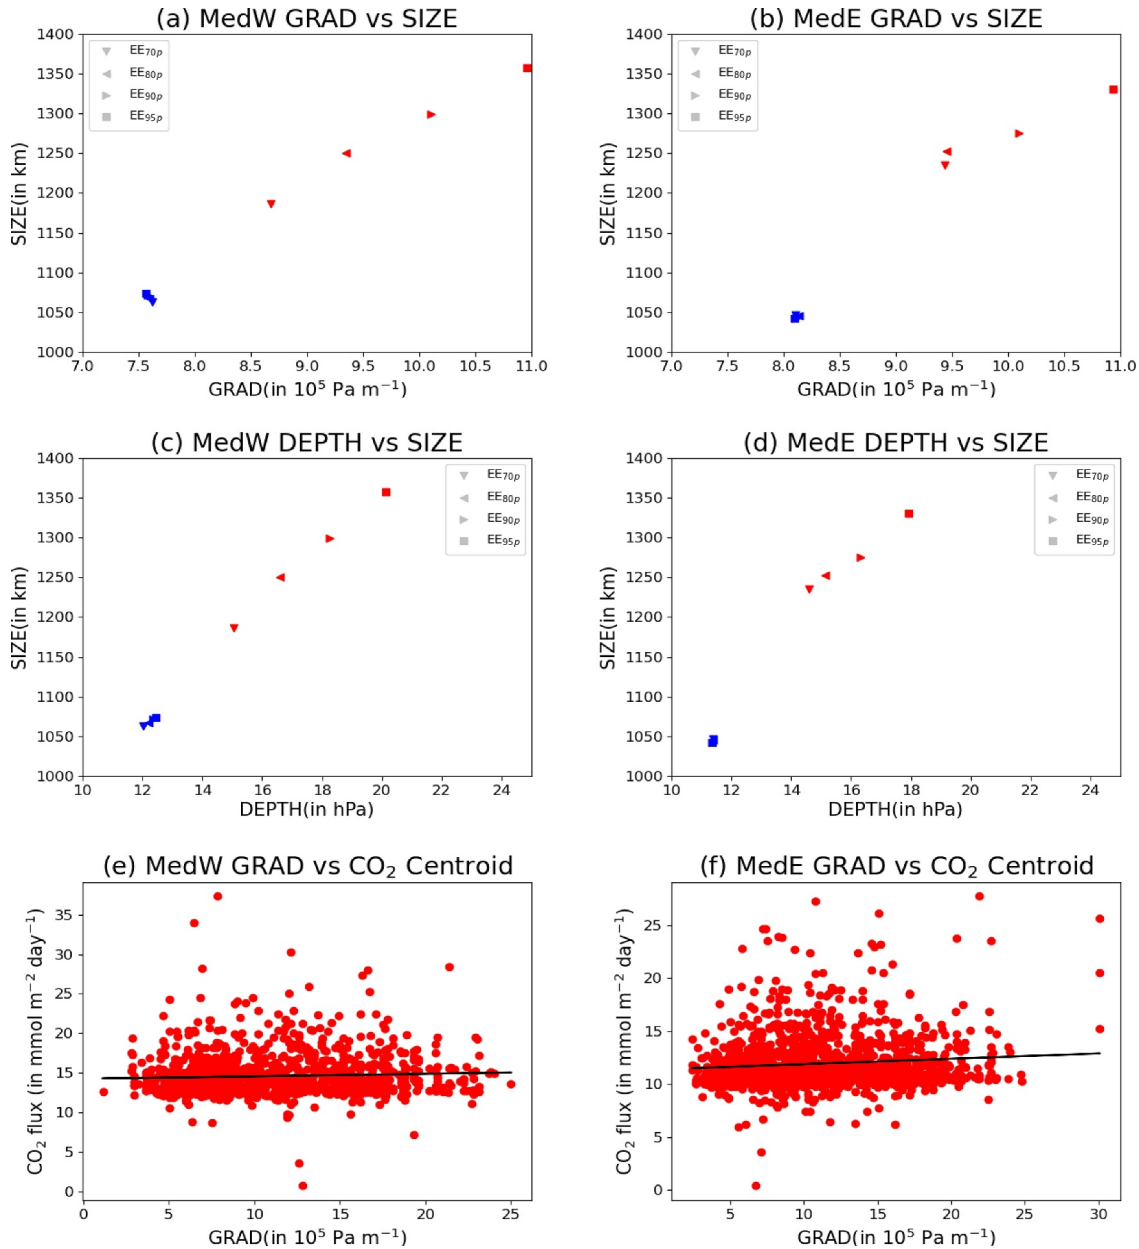 (a) MedW GRAD vs SIZE
1400
1350
1300
1250
1200
1150
1100
1050
1000
SIZE(in km)
EE70p
EE80p
EE90p
EE95p
7.0 7.5 8.0 8.5 9.0 9.5 10.0 10.5 11.0
GRAD(in 10⁵ Pa m⁻¹)
(b) MedE GRAD vs SIZE
1400
1350
1300
1250
1200
1150
1100
1050
1000
SIZE(in km)
EE70p
EE80p
EE90p
EE95p
7.0 7.5 8.0 8.5 9.0 9.5 10.0 10.5 11.0
GRAD(in 10⁵ Pa m⁻¹)
(c) MedW DEPTH vs SIZE
1400
1350
1300
1250
1200
1150
1100
1050
1000
SIZE(in km)
EE70p
EE80p
EE90p
EE95p
10 12 14 16 18 20 22 24
DEPTH(in hPa)
(d) MedE DEPTH vs SIZE
1400
1350
1300
1250
1200
1150
1100
1050
1000
SIZE(in km)
EE70p
EE80p
EE90p
EE95p
10 12 14 16 18 20 22 24
DEPTH(in hPa)
(e) MedW GRAD vs CO₂ Centroid
35
30
25
20
15
10
5
0
CO₂ flux (in mmol m⁻² day⁻¹)
0 5 10 15 20 25
GRAD(in 10⁵ Pa m⁻¹)
(f) MedE GRAD vs CO₂ Centroid
25
20
15
10
5
0
CO₂ flux (in mmol m⁻² day⁻¹)
5 10 15 20 25 30
GRAD(in 10⁵ Pa m⁻¹)